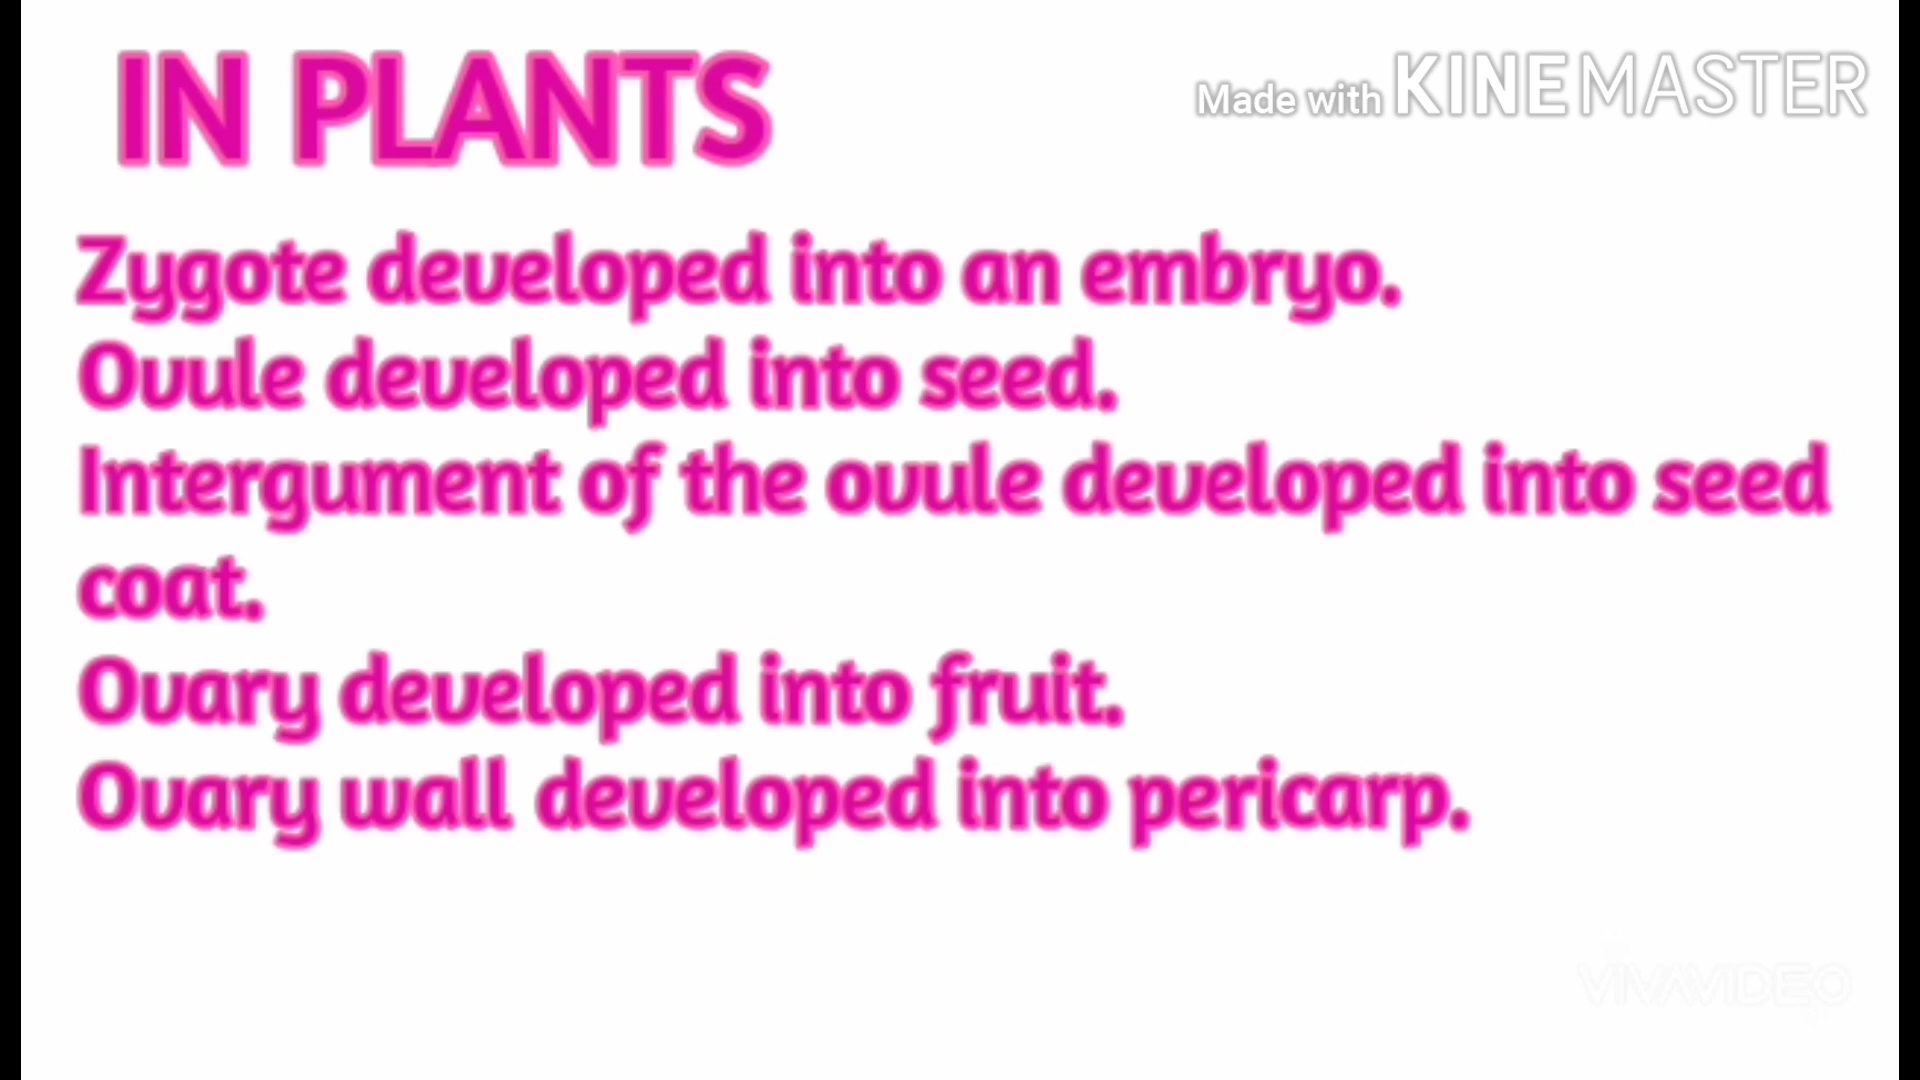 IN PLANTS
Made with KINEMASTER
Zygote developed into an embryo.
Ovule developed into seed.
Intergument of the ovule developed into seed
coat.
Ovary developed into fruit.
Ovary wall developed into pericarp.
VIVAVIDEO